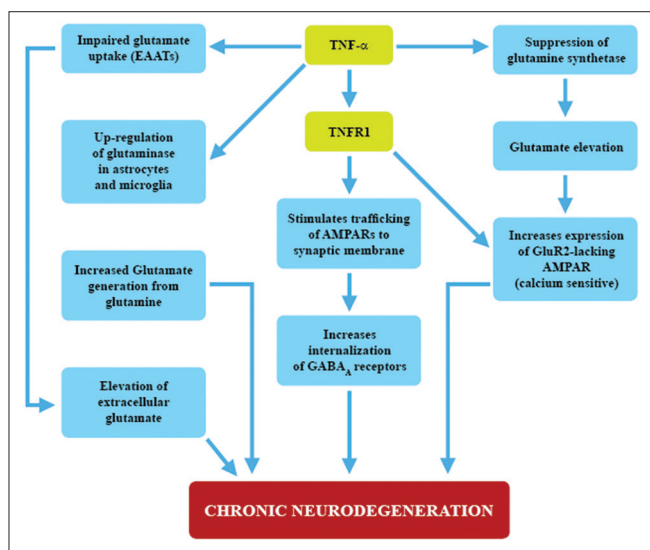 Impaired glutamate
uptake (EAATs)
TNF-α
Suppression of
glutamine synthetase
Up-regulation
of glutaminase
in astrocytes
and microglia
TNFR1
Glutamate elevation
Stimulates trafficking
of AMPARs to
synaptic membrane
Increases expression
of GluR2-lacking
AMPAR
(calcium sensitive)
Increased Glutamate
generation from
glutamine
Increases
internalization
of GABA_A receptors
Elevation of
extracellular
glutamate
CHRONIC NEURODEGENERATION